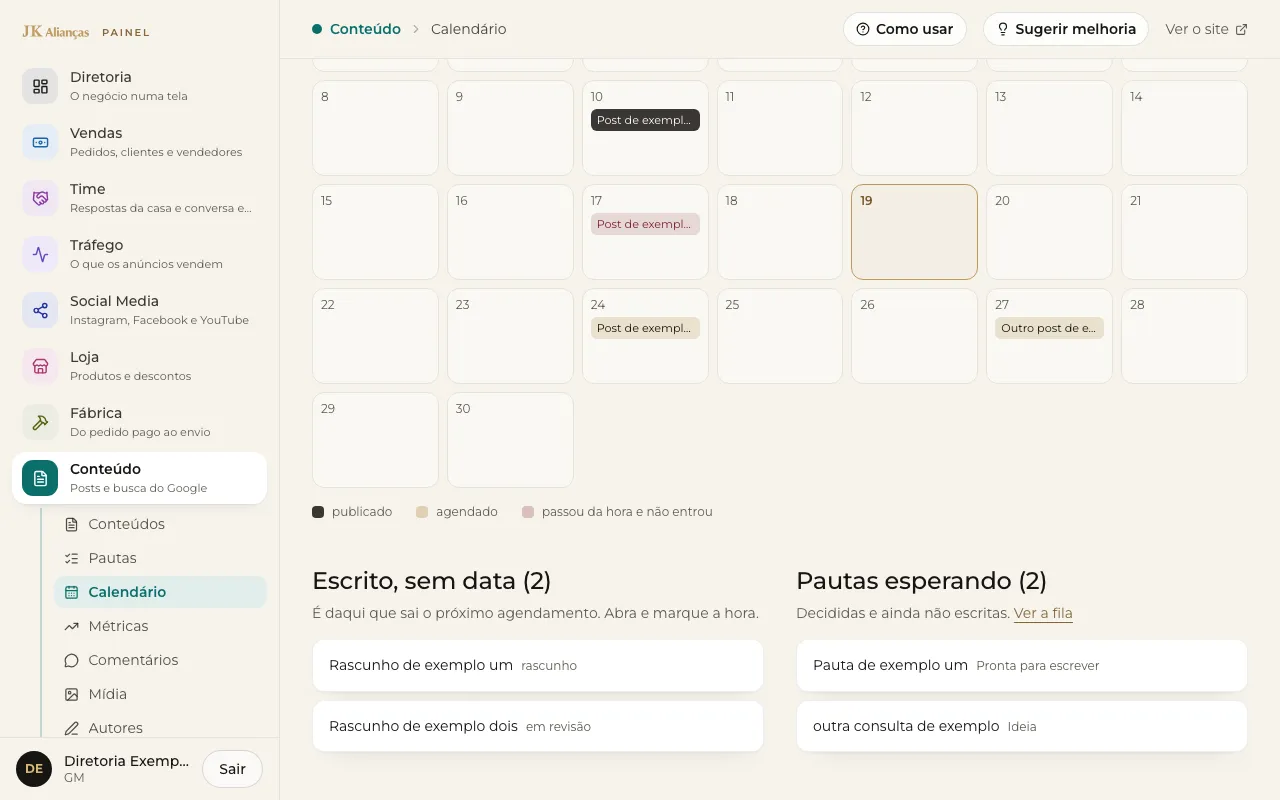 JK Alianças PAINEL
Diretoria
O negócio numa tela
Vendas
Pedidos, clientes e vendedores
Time
Respostas da casa e conversa e...
Tráfego
O que os anúncios vendem
Social Media
Instagram, Facebook e YouTube
Loja
Produtos e descontos
Fábrica
Do pedido pago ao envio
Conteúdo
Posts e busca do Google
Conteúdos
Pautas
Calendário
Métricas
Comentários
Mídia
Autores
DE
Diretoria Exemp...
GM
Sair
Conteúdo > Calendário
Como usar
Sugerir melhoria
Ver o site
8 9 10 11 12 13 14
Post de exempl...
15 16 17 18 19 20 21
Post de exempl...
22 23 24 25 26 27 28
Post de exempl... Outro post de e...
29 30
publicado agendado passou da hora e não entrou
Escrito, sem data (2)
É daqui que sai o próximo agendamento. Abra e marque a hora.
Rascunho de exemplo um rascunho
Rascunho de exemplo dois em revisão
Pautas esperando (2)
Decididas e ainda não escritas. Ver a fila
Pauta de exemplo um Pronta para escrever
outra consulta de exemplo Ideia